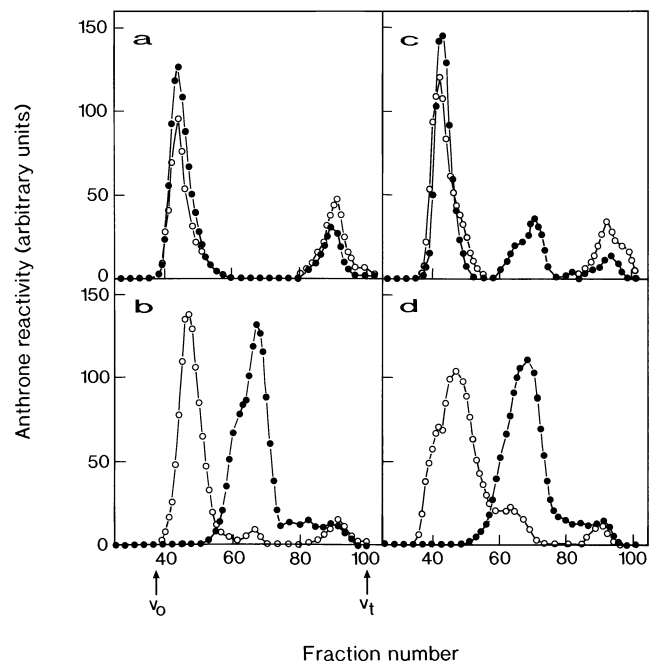 150
a
c
100
50
0
Anthrone reactivity (arbitrary units)
150
b
d
100
50
0
40 60 80 100 40 60 80 100
Vo Vt
Fraction number